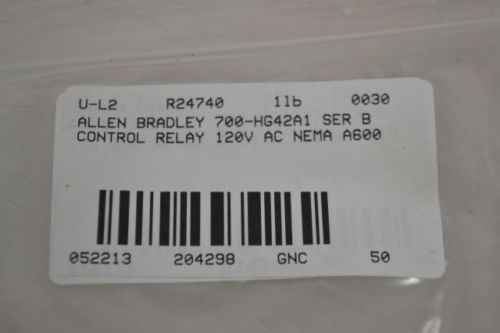 U-L2 R24740 1lb 0030
ALLEN BRADLEY 700-HG42A1 SER B
CONTROL RELAY 120V AC NEMA A600
052213 204298 GNC 50